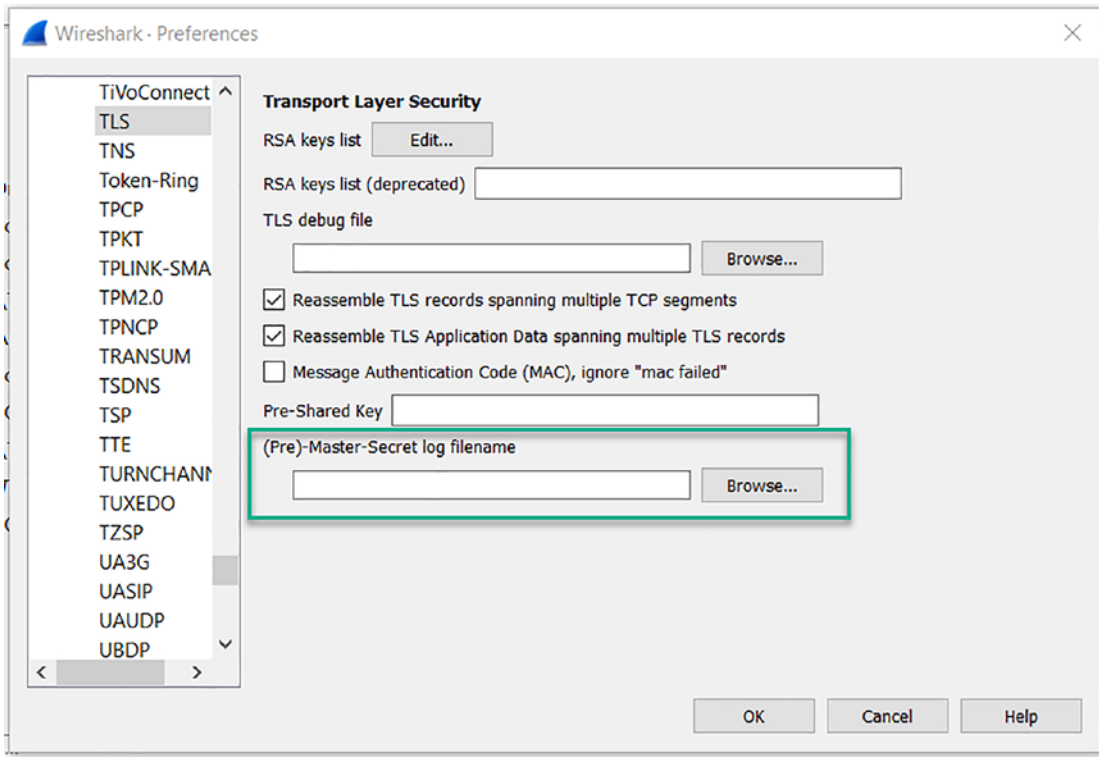 Wireshark · Preferences
TiVoConnect
TLS
TNS
Token-Ring
TPCP
TPKT
TPLINK-SMA
TPM2.0
TPNCP
TRANSUM
TSDNS
TSP
TTE
TURNCHANN
TUXEDO
TZSP
UA3G
UASIP
UAUDP
UBDP
Transport Layer Security
RSA keys list Edit...
RSA keys list (deprecated)
TLS debug file
Browse...
Reassemble TLS records spanning multiple TCP segments
Reassemble TLS Application Data spanning multiple TLS records
Message Authentication Code (MAC), ignore "mac failed"
Pre-Shared Key
(Pre)-Master-Secret log filename
Browse...
OK Cancel Help